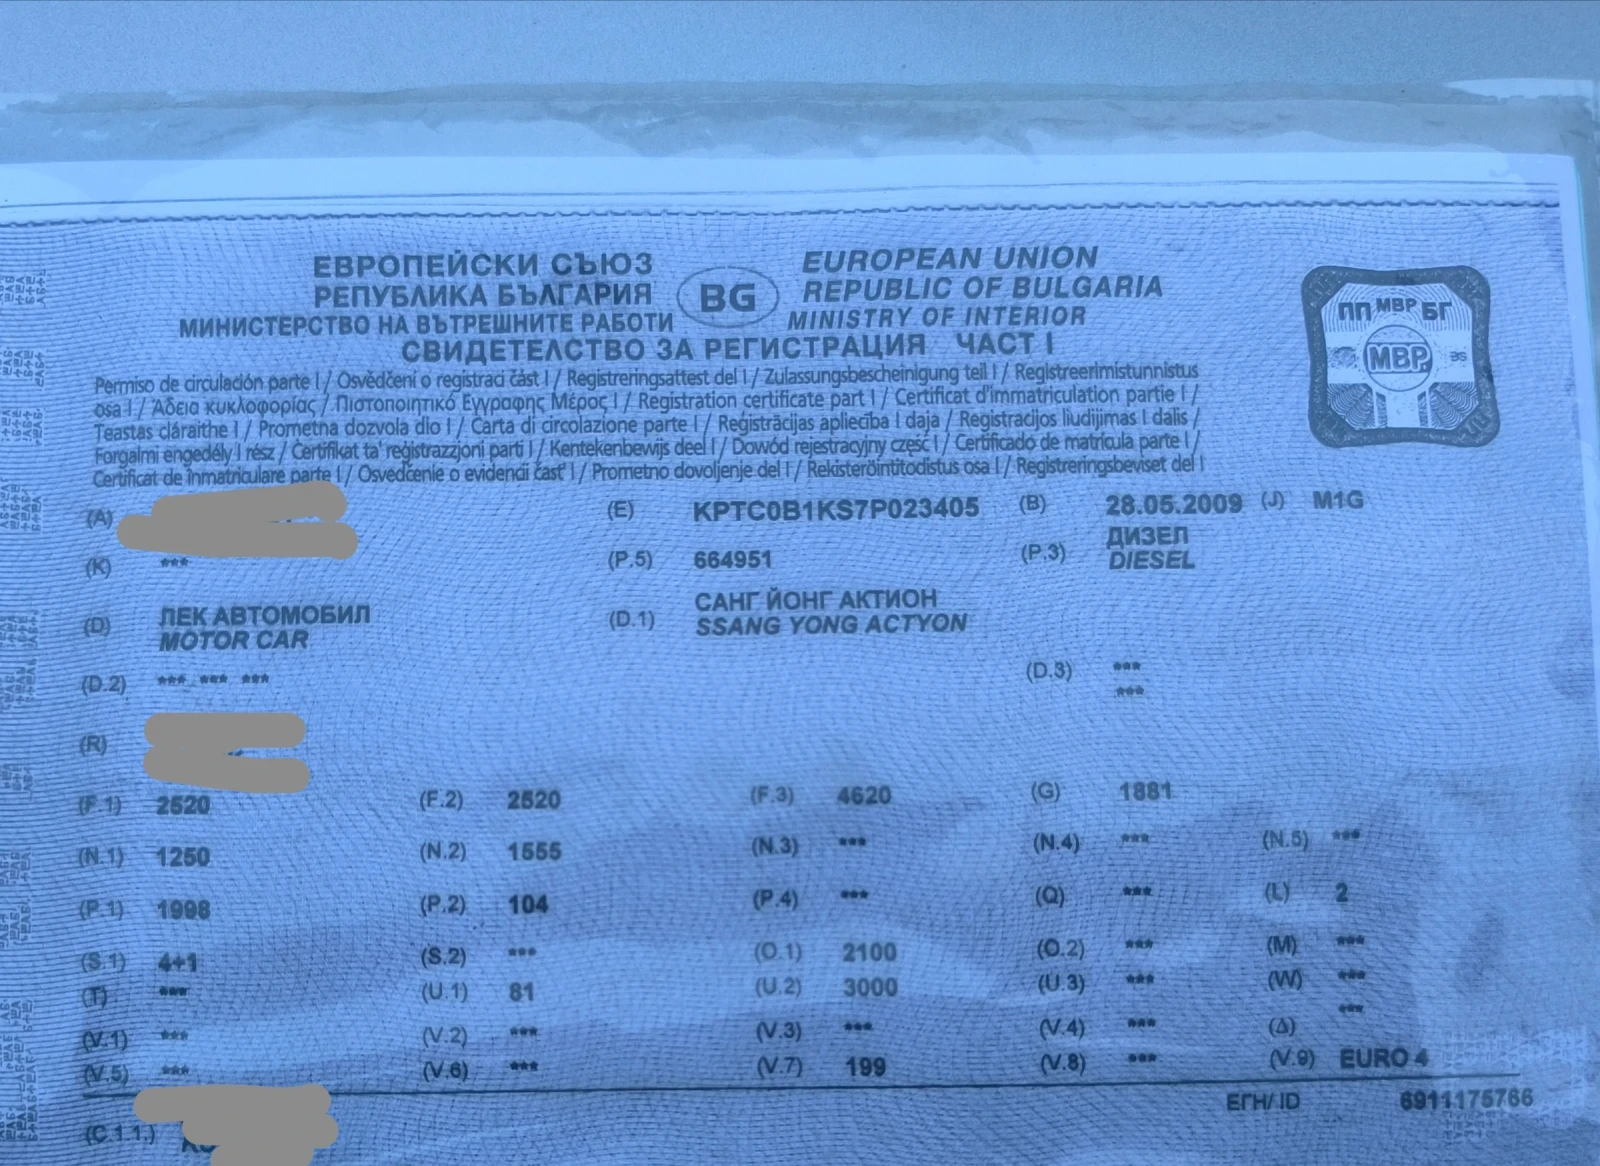 ЕВРОПЕЙСКИ СЪЮЗ
РЕПУБЛИКА БЪЛГАРИЯ
МИНИСТЕРСТВО НА ВЪТРЕШНИТЕ РАБОТИ
BG
EUROPEAN UNION
REPUBLIC OF BULGARIA
MINISTRY OF INTERIOR
СВИДЕТЕЛСТВО ЗА РЕГИСТРАЦИЯ ЧАСТ I
ПП МВР БГ
МВР
Permiso de circulación parte I / Osvědčení o registraci část I / Registreringsattest del I / Zulassungsbescheinigung teil I / Registreerimistunnistus
osa I / Άδεια κυκλοφορίας / Πιστοποιητικό Εγγραφης Μέρος I / Registration certificate part I / Certificat d'immatriculation partie I /
Teastas cláraithe I / Prometna dozvola dio I / Carta di circolazione parte I / Reģistrācijas apliecība I daja / Registracijos liudijimas I dalis /
Forgalmi engedély I rész / Čertifikat ta' reģistrazzjoni parti I / Kentekenbewijs deel I / Dowód rejestracyjny część I / Certificado de matrícula parte I /
Certificat de înmatriculare parte I / Osvedčenie o evidencii časť I / Prometno dovoljenje del I / Rekisteröintitodistus osa I / Registreringsbeviset del I
(A) (E) KPTC0B1KS7P023405 (B) 28.05.2009 (J) M1G
(K) *** (P.5) 664951 (P.3) ДИЗЕЛ
DIESEL
(D) ЛЕК АВТОМОБИЛ
MOTOR CAR
(D.1) САНГ ЙОНГ АКТИОН
SSANG YONG ACTYON
(D.2) *** *** *** (D.3) ***
***
(R)
(F.1) 2520 (F.2) 2520 (F.3) 4620 (G) 1881
(N.1) 1250 (N.2) 1555 (N.3) *** (N.4) *** (N.5) ***
(P.1) 1998 (P.2) 104 (P.4) *** (Q) *** (L) 2
(S.1) 4+1 (S.2) *** (O.1) 2100 (O.2) *** (M) ***
(T) *** (U.1) 81 (U.2) 3000 (U.3) *** (W) ***
***
(V.1) *** (V.2) *** (V.3) *** (V.4) *** (Δ)
(V.5) *** (V.6) *** (V.7) 199 (V.8) *** (V.9) EURO 4
ЕГН/ ID 6911175766
(C.1.1.)